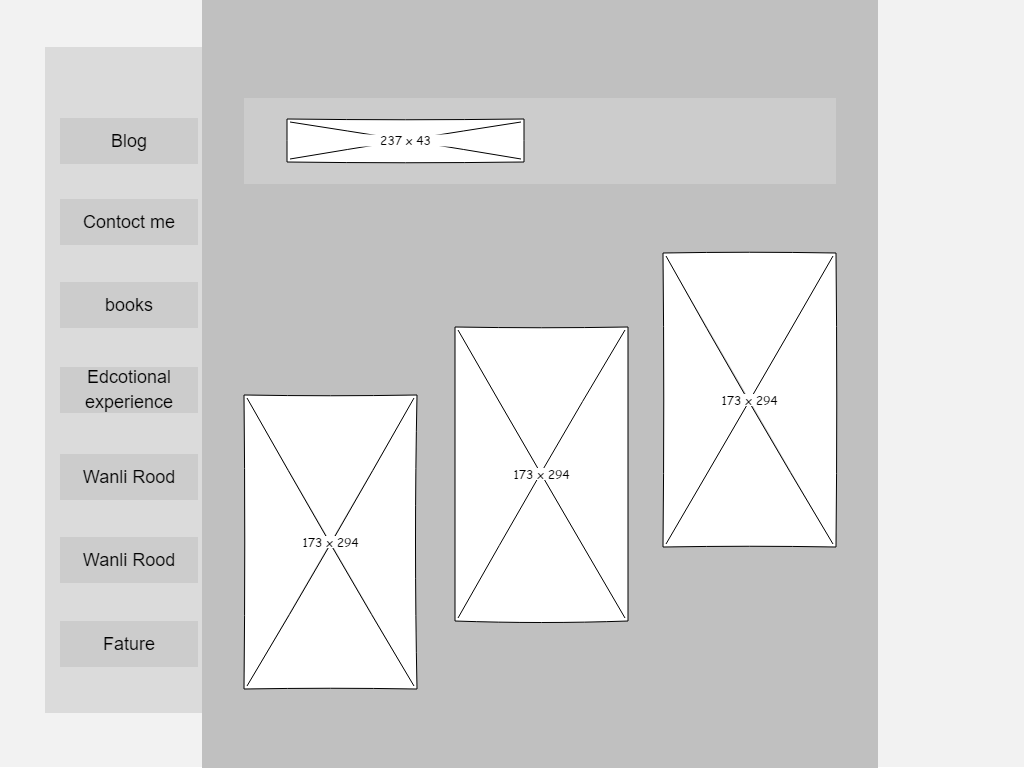 Blog
237 x 43
Contoct me
books
Edcotional
experience
173 x 294
Wanli Rood
173 x 294
Wanli Rood
173 x 294
Fature